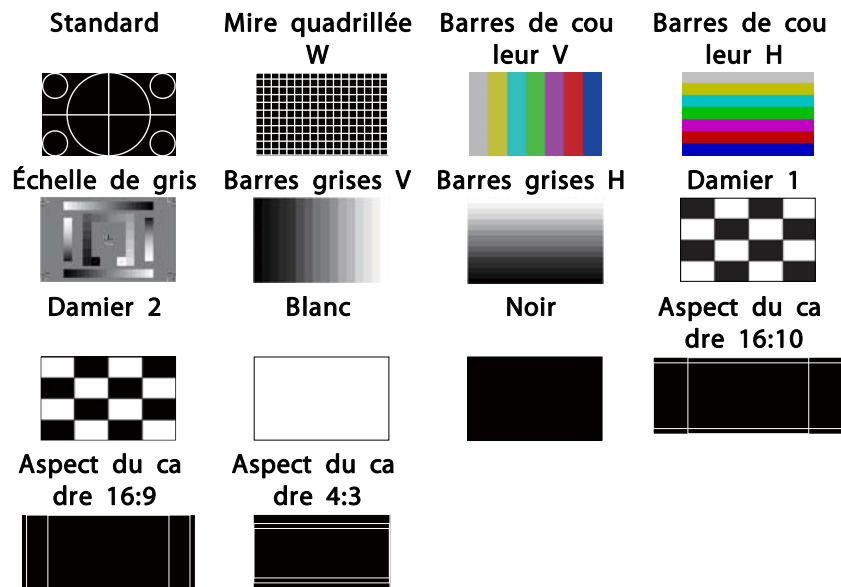 Standard
Mire quadrillée
W
Barres de cou
leur V
Barres de cou
leur H
Échelle de gris
Barres grises V
Barres grises H
Damier 1
Damier 2
Blanc
Noir
Aspect du ca
dre 16:10
Aspect du ca
dre 16:9
Aspect du ca
dre 4:3